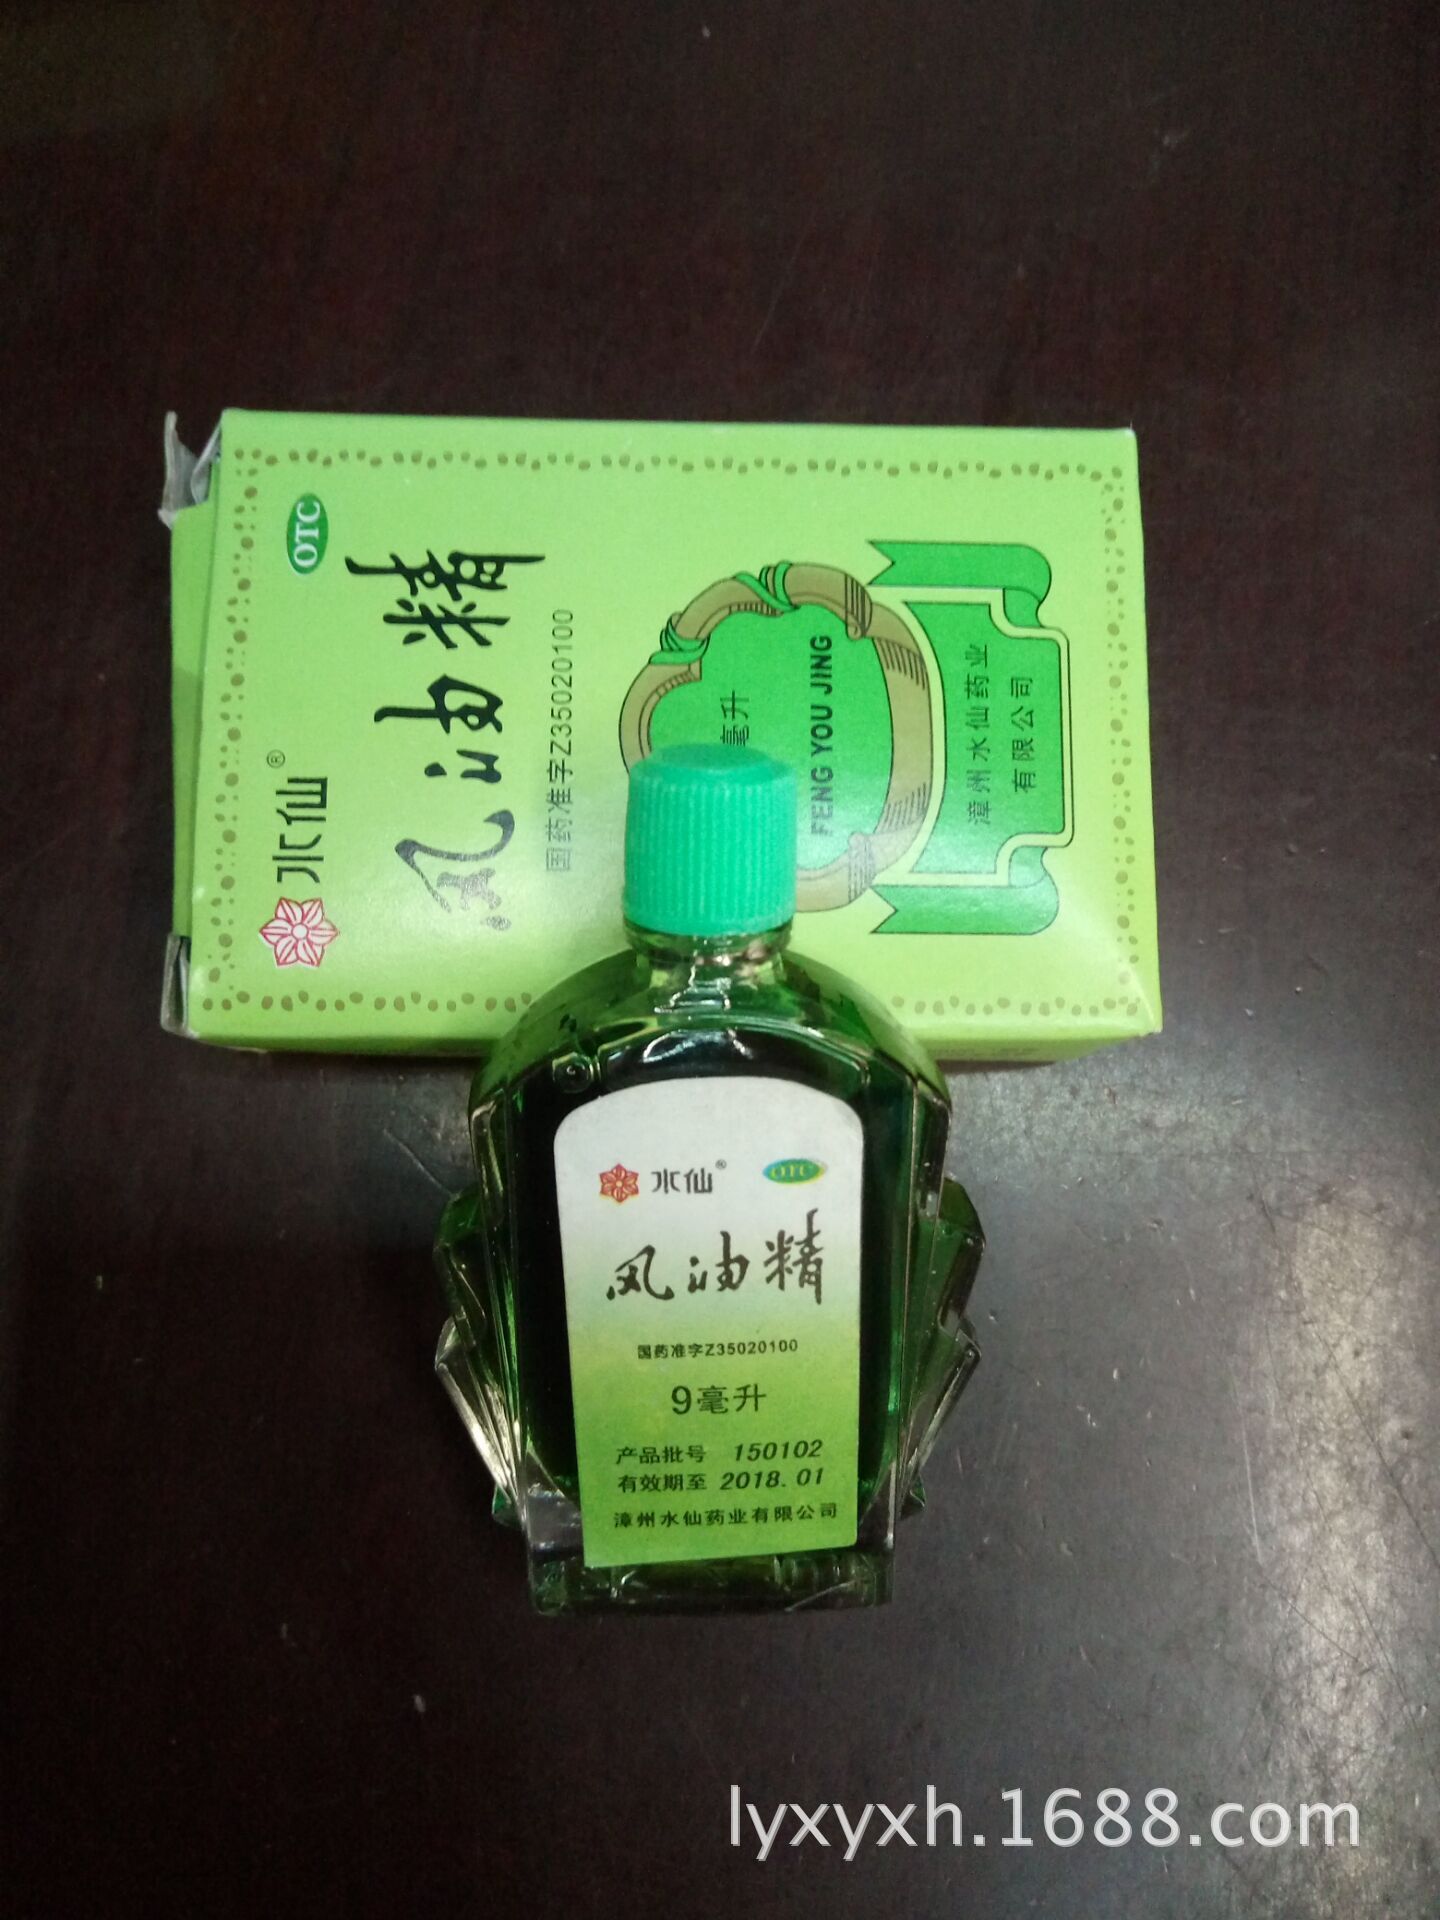 OTC
水仙®
风油精
国药准字Z35020100
毫升
FENG YOU JING
漳州水仙药业
有限公司
水仙®
OTC
风油精
国药准字Z35020100
9毫升
产品批号 150102
有效期至 2018.01
漳州水仙药业有限公司
lyxyxh.1688.com